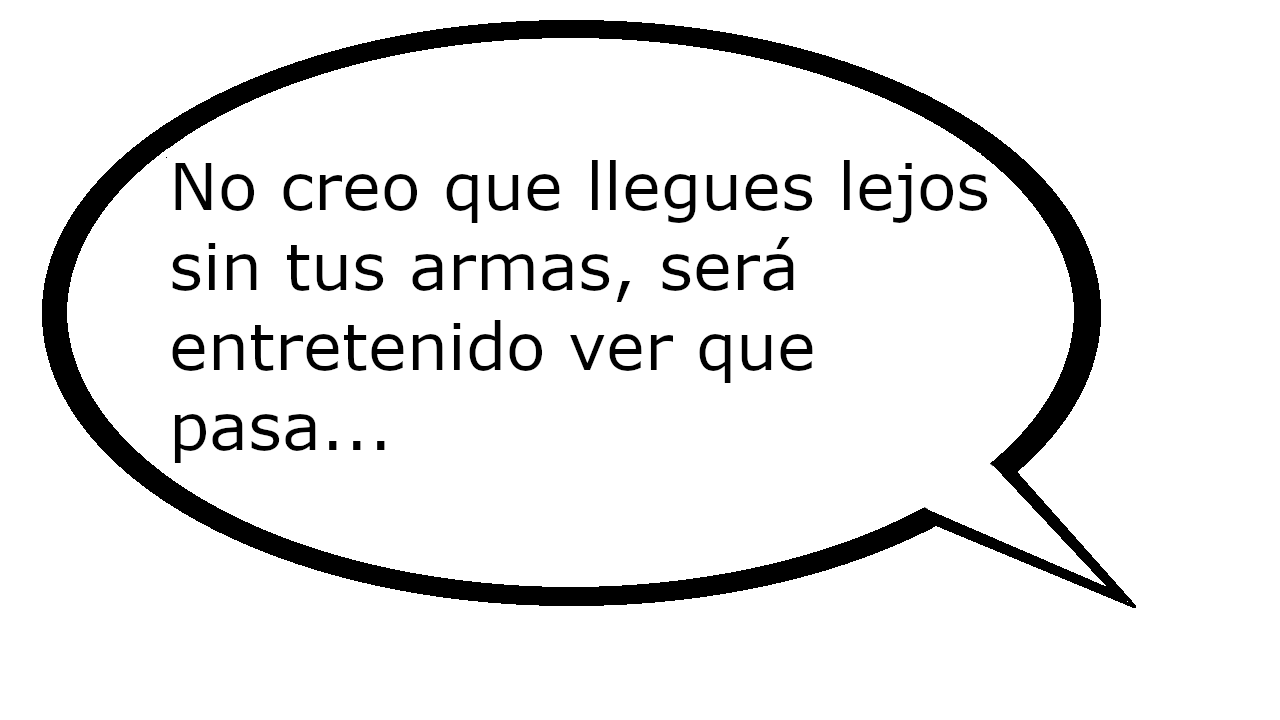 No creo que llegues lejos
sin tus armas, será
entretenido ver que
pasa...